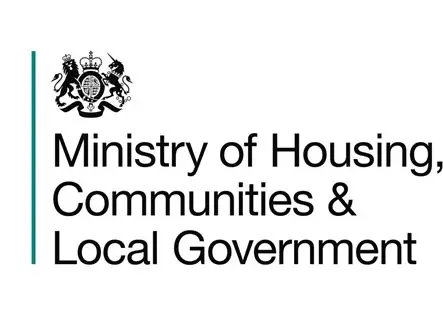 Ministry of Housing,
Communities &
Local Government